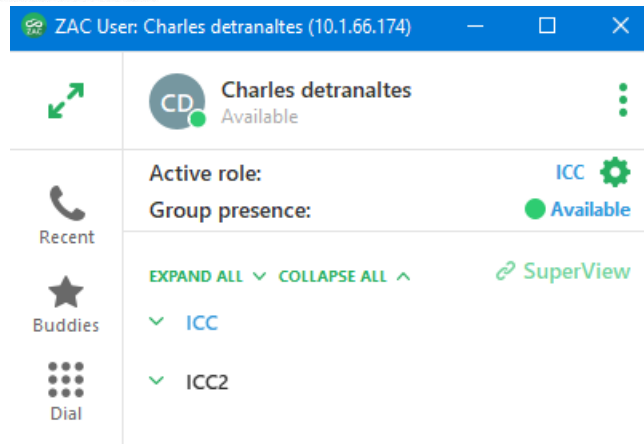 ZAC User: Charles detranaltes (10.1.66.174)
CD
Charles detranaltes
Available
Active role: ICC
Group presence: Available
Recent
EXPAND ALL COLLAPSE ALL SuperView
Buddies
ICC
ICC2
Dial